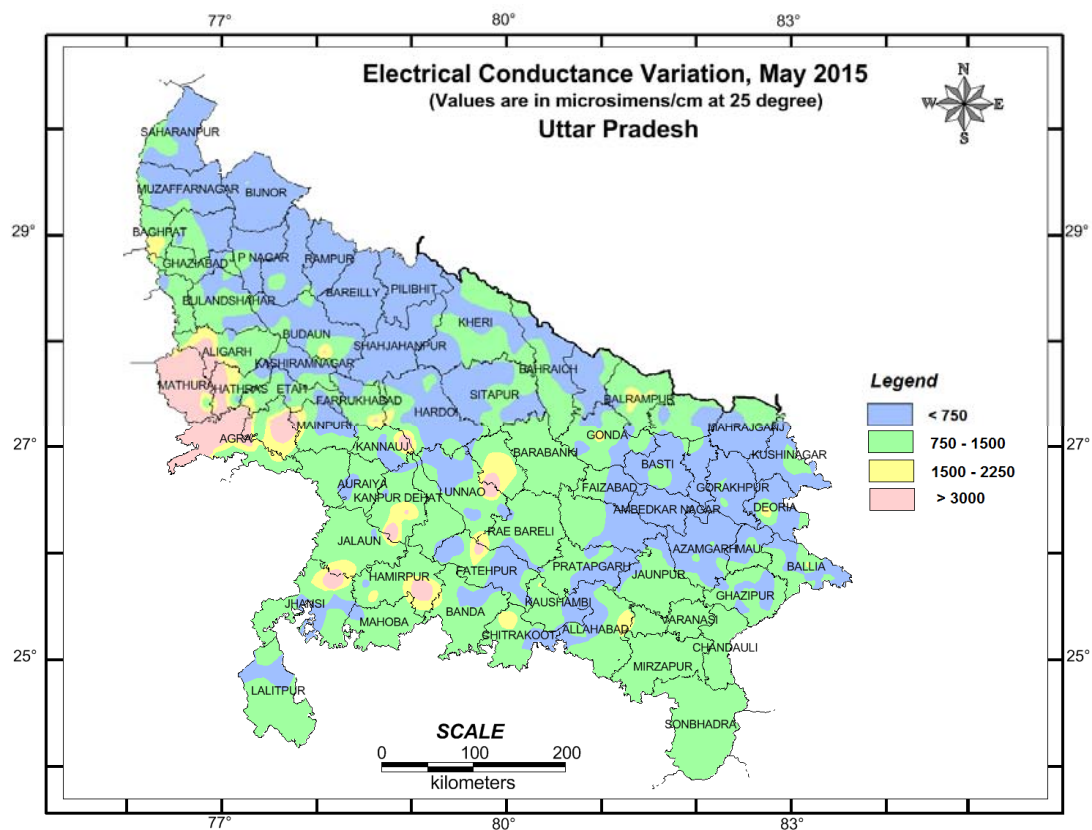 77°
80°
83°
Electrical Conductance Variation, May 2015
(Values are in microsimens/cm at 25 degree)
Uttar Pradesh
N
W E
S
SAHARANPUR
MUZAFFARNAGAR
BIJNOR
29°
29°
BAGHPAT
GHAZIABAD
J P NAGAR
RAMPUR
BAREILLY
PILIBHIT
BULANDSHAHAR
KHERI
BUDAUN
SHAHJAHANPUR
ALIGARH
KASHIRAMNAGAR
BAHRAICH
Legend
MATHURA
HATHRAS
ETAH
FARRUKHABAD
SITAPUR
BALRAMPUR
< 750
HARDOI
MAINPURI
MAHRAJGANJ
27°
AGRA
KANNAUJ
GONDA
750 - 1500
27°
BARABANKI
KUSHINAGAR
BASTI
1500 - 2250
AURAIYA
UNNAO
FAIZABAD
GORAKHPUR
KANPUR DEHAT
> 3000
AMBEDKAR NAGAR
DEORIA
RAE BARELI
JALAUN
AZAMGARH
MAU
FATEHPUR
PRATAPGARH
BALLIA
HAMIRPUR
JAUNPUR
GHAZIPUR
JHANSI
KAUSHAMBI
BANDA
MAHOBA
VARANASI
ALLAHABAD
CHITRAKOOT
CHANDAULI
25°
25°
MIRZAPUR
LALITPUR
SONBHADRA
SCALE
0 100 200
kilometers
77°
80°
83°